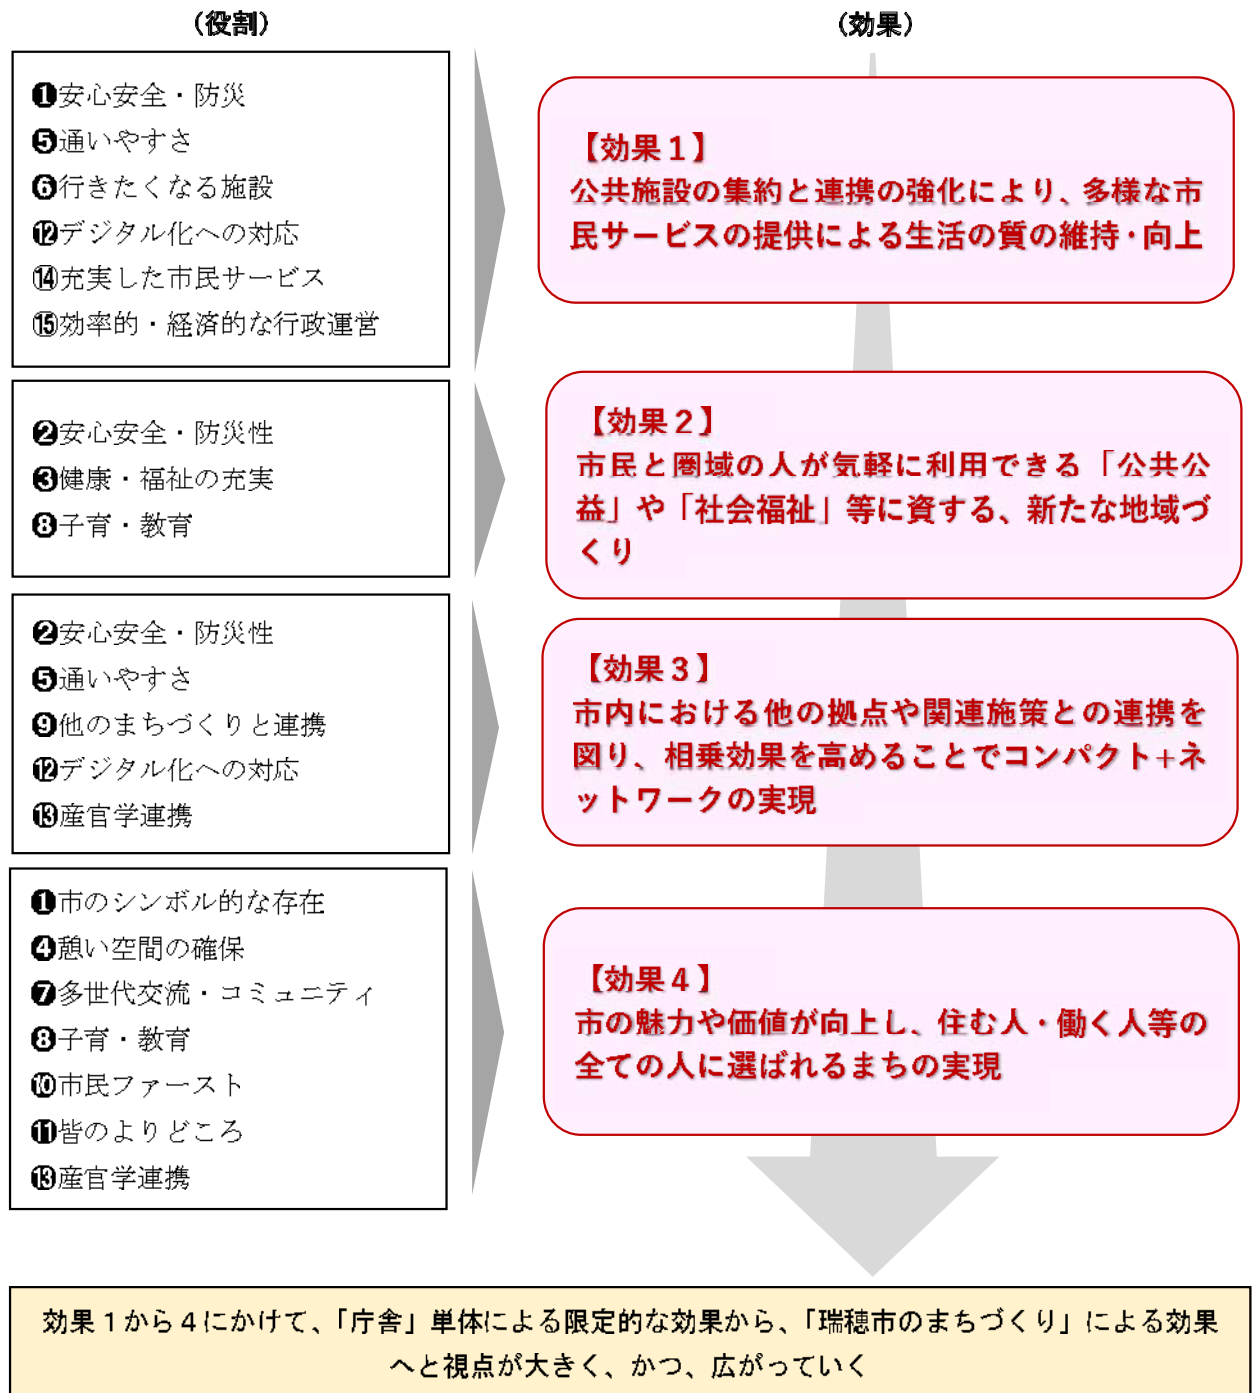 （役割）
（効果）
❶安心安全・防災
❺通いやすさ
❻行きたくなる施設
⓬デジタル化への対応
⓮充実した市民サービス
⓯効率的・経済的な行政運営
【効果１】
公共施設の集約と連携の強化により、多様な市
民サービスの提供による生活の質の維持・向上
❷安心安全・防災性
❸健康・福祉の充実
❽子育・教育
【効果２】
市民と圏域の人が気軽に利用できる「公共公
益」や「社会福祉」等に資する、新たな地域づ
くり
❷安心安全・防災性
❺通いやすさ
❾他のまちづくりと連携
⓬デジタル化への対応
⓭産官学連携
【効果３】
市内における他の拠点や関連施策との連携を
図り、相乗効果を高めることでコンパクト+ネ
ットワークの実現
❶市のシンボル的な存在
❹憩い空間の確保
❼多世代交流・コミュニティ
❽子育・教育
❿市民ファースト
⓫皆のよりどころ
⓭産官学連携
【効果４】
市の魅力や価値が向上し、住む人・働く人等の
全ての人に選ばれるまちの実現
効果１から４にかけて、「庁舎」単体による限定的な効果から、「瑞穂市のまちづくり」による効果
へと視点が大きく、かつ、広がっていく